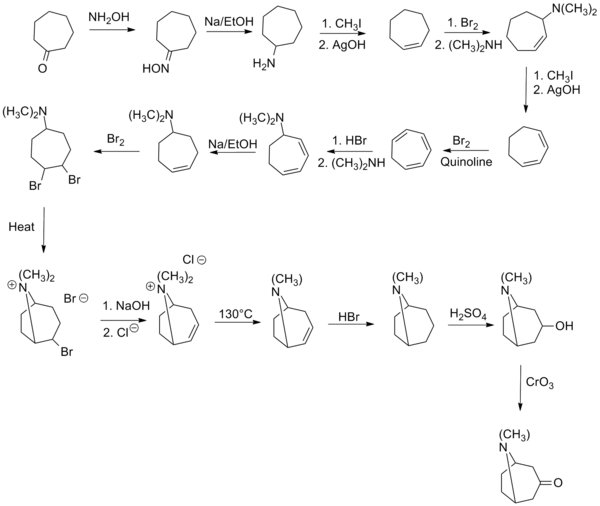 NH₂OH
Na/EtOH
1. CH₃I
2. AgOH
1. Br₂
2. (CH₃)₂NH
N(CH₃)₂
O
HON
H₂N
1. CH₃I
2. AgOH
(H₃C)₂N
(H₃C)₂N
(H₃C)₂N
Br₂
Na/EtOH
1. HBr
2. (CH₃)₂NH
Br₂
Quinoline
Br
Br
Heat
(CH₃)₂
N
+
Br −
Br
1. NaOH
2. Cl −
Cl −
(CH₃)₂
N
+
130°C
(CH₃)
N
HBr
(CH₃)
N
H₂SO₄
(CH₃)
N
OH
CrO₃
(CH₃)
N
O